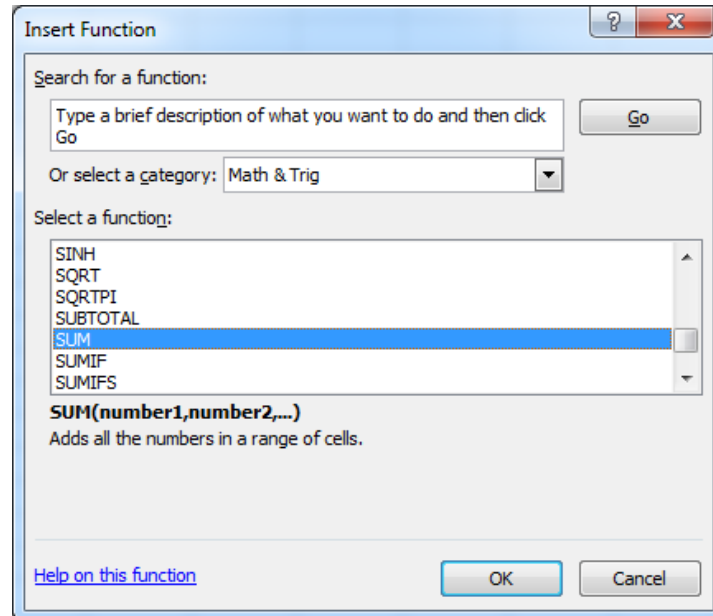 Insert Function
Search for a function:
Type a brief description of what you want to do and then click
Go
Go
Or select a category: Math & Trig
Select a function:
SINH
SQRT
SQRTPI
SUBTOTAL
SUM
SUMIF
SUMIFS
SUM(number1,number2,...)
Adds all the numbers in a range of cells.
Help on this function
OK
Cancel